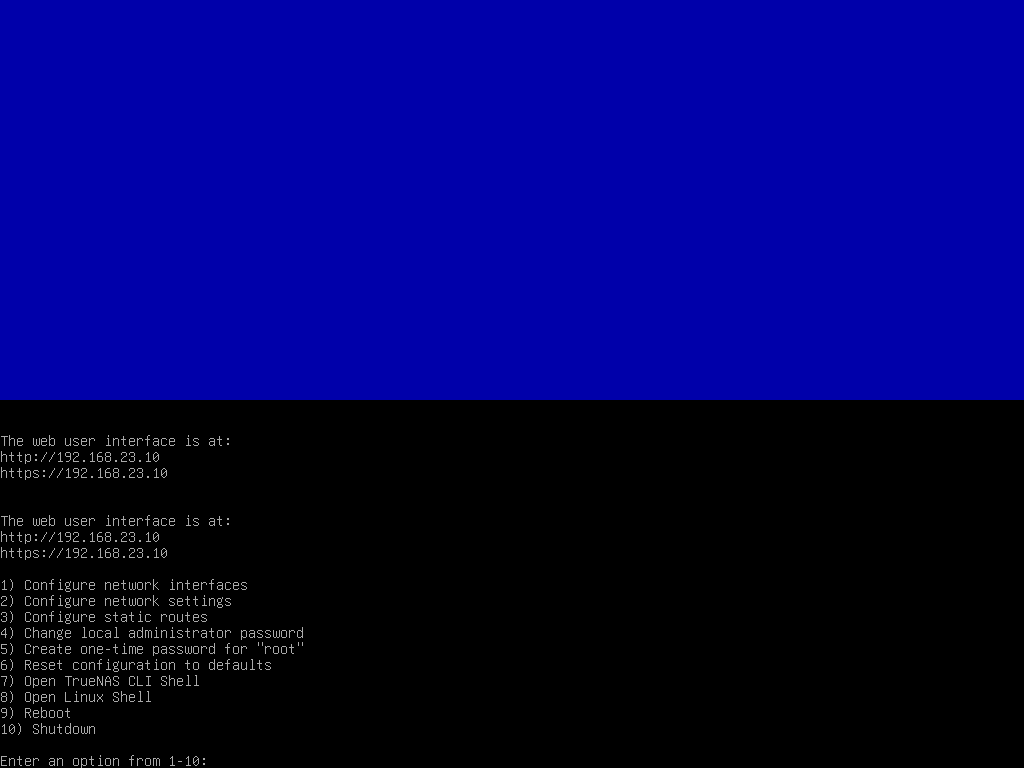 The web user interface is at:
http://192.168.23.10
https://192.168.23.10
The web user interface is at:
http://192.168.23.10
https://192.168.23.10
1) Configure network interfaces
2) Configure network settings
3) Configure static routes
4) Change local administrator password
5) Create one-time password for "root"
6) Reset configuration to defaults
7) Open TrueNAS CLI Shell
8) Open Linux Shell
9) Reboot
10) Shutdown
Enter an option from 1-10: